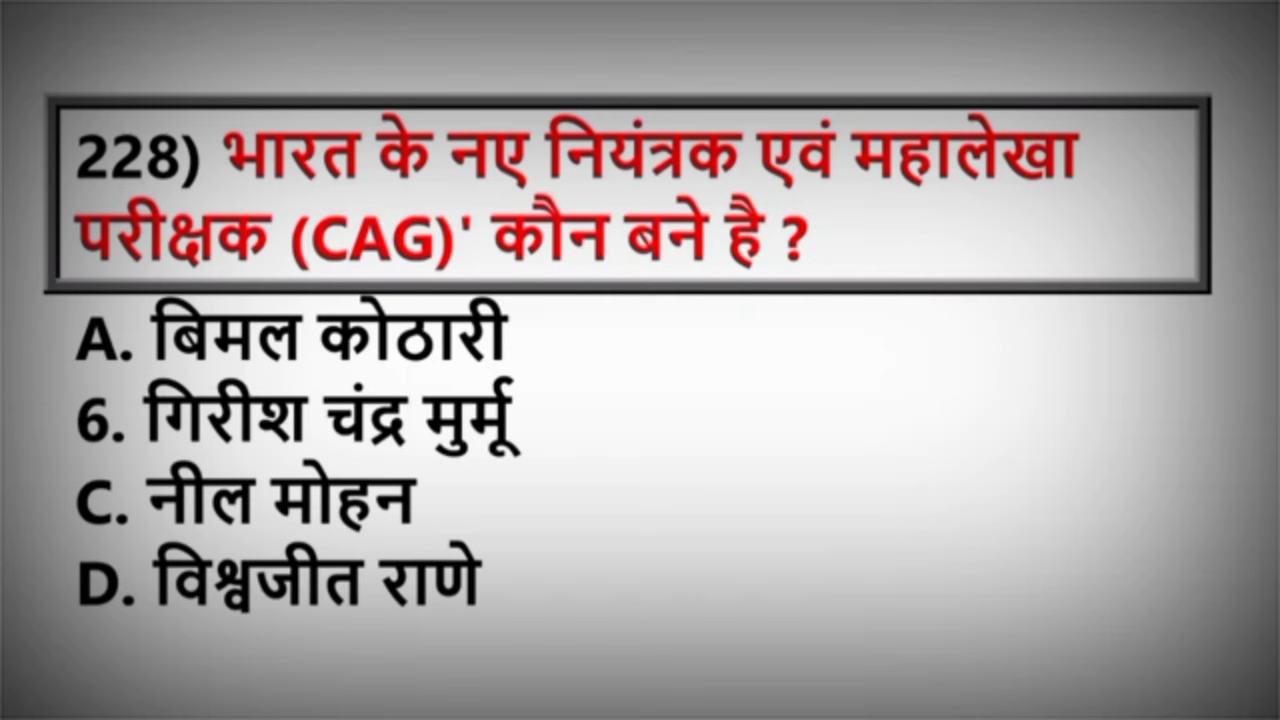 228) भारत के नए नियंत्रक एवं महालेखा
परीक्षक (CAG)' कौन बने है ?
A. बिमल कोठारी
6. गिरीश चंद्र मुर्मू
C. नील मोहन
D. विश्वजीत राणे